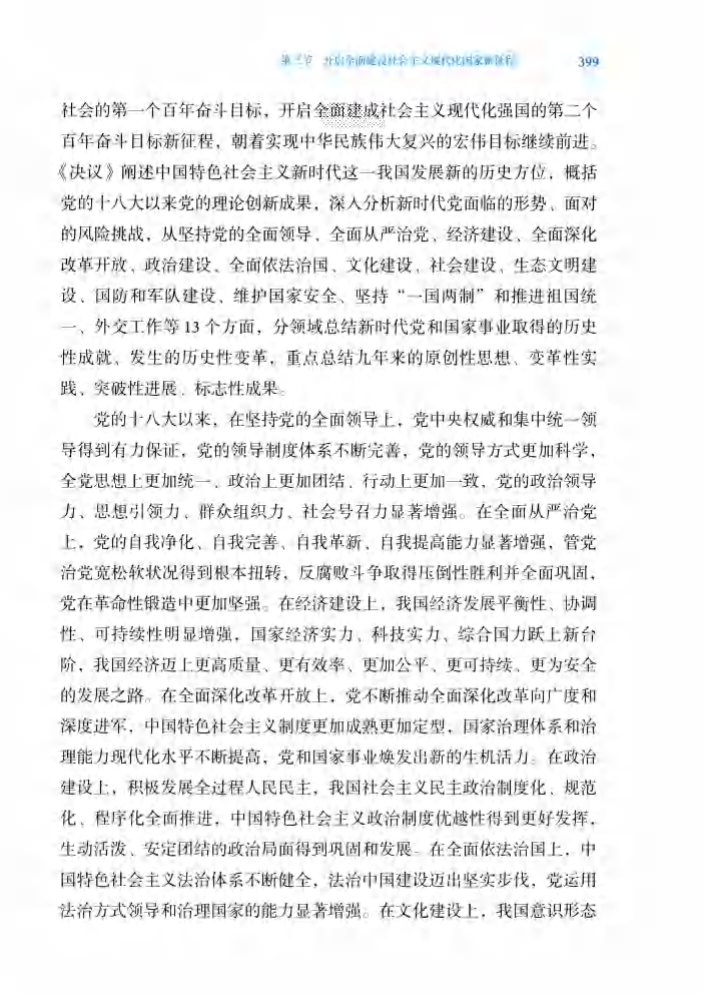 第三节 开启全面建设社会主义现代化国家新征程 399
社会的第一个百年奋斗目标，开启全面建成社会主义现代化强国的第二个
百年奋斗目标新征程，朝着实现中华民族伟大复兴的宏伟目标继续前进。
《决议》阐述中国特色社会主义新时代这一我国发展新的历史方位，概括
党的十八大以来党的理论创新成果，深入分析新时代党面临的形势、面对
的风险挑战，从坚持党的全面领导、全面从严治党、经济建设、全面深化
改革开放、政治建设、全面依法治国、文化建设、社会建设、生态文明建
设、国防和军队建设、维护国家安全、坚持“一国两制”和推进祖国统
一、外交工作等13个方面，分领域总结新时代党和国家事业取得的历史
性成就、发生的历史性变革，重点总结九年来的原创性思想、变革性实
践、突破性进展、标志性成果。
党的十八大以来，在坚持党的全面领导上，党中央权威和集中统一领
导得到有力保证，党的领导制度体系不断完善，党的领导方式更加科学，
全党思想上更加统一、政治上更加团结、行动上更加一致，党的政治领导
力、思想引领力、群众组织力、社会号召力显著增强。在全面从严治党
上，党的自我净化、自我完善、自我革新、自我提高能力显著增强，管党
治党宽松软状况得到根本扭转，反腐败斗争取得压倒性胜利并全面巩固，
党在革命性锻造中更加坚强。在经济建设上，我国经济发展平衡性、协调
性、可持续性明显增强，国家经济实力、科技实力、综合国力跃上新台
阶，我国经济迈上更高质量、更有效率、更加公平、更可持续、更为安全
的发展之路。在全面深化改革开放上，党不断推动全面深化改革向广度和
深度进军，中国特色社会主义制度更加成熟更加定型，国家治理体系和治
理能力现代化水平不断提高，党和国家事业焕发出新的生机活力。在政治
建设上，积极发展全过程人民民主，我国社会主义民主政治制度化、规范
化、程序化全面推进，中国特色社会主义政治制度优越性得到更好发挥，
生动活泼、安定团结的政治局面得到巩固和发展。在全面依法治国上，中
国特色社会主义法治体系不断健全，法治中国建设迈出坚实步伐，党运用
法治方式领导和治理国家的能力显著增强。在文化建设上，我国意识形态